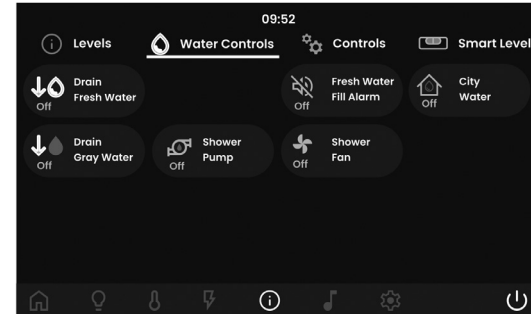 09:52
Levels
Water Controls
Controls
Smart Level
Drain
Fresh Water
Off
Fresh Water
Fill Alarm
Off
City
Water
Off
Drain
Gray Water
Off
Shower
Pump
Off
Shower
Fan
Off